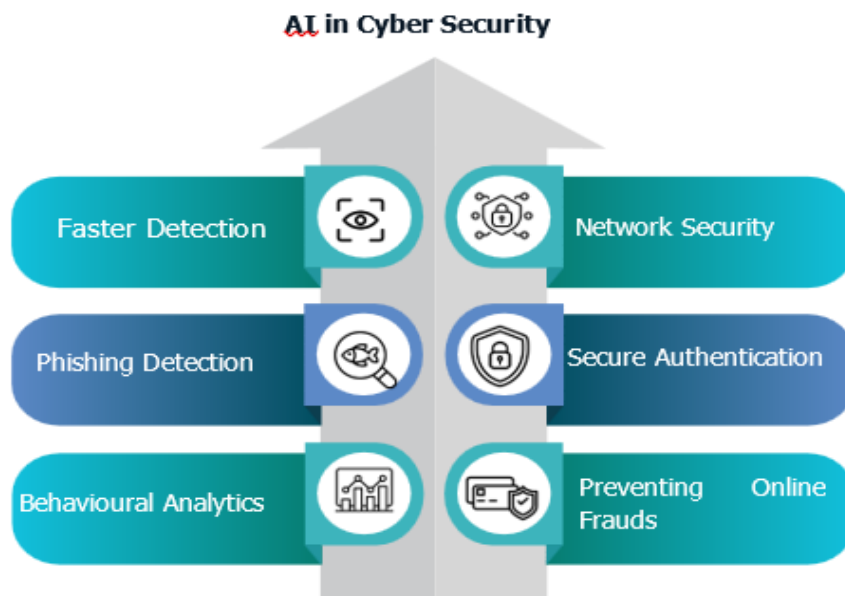 AI in Cyber Security
Faster Detection
Network Security
Phishing Detection
Secure Authentication
Behavioural Analytics
Preventing Online
Frauds